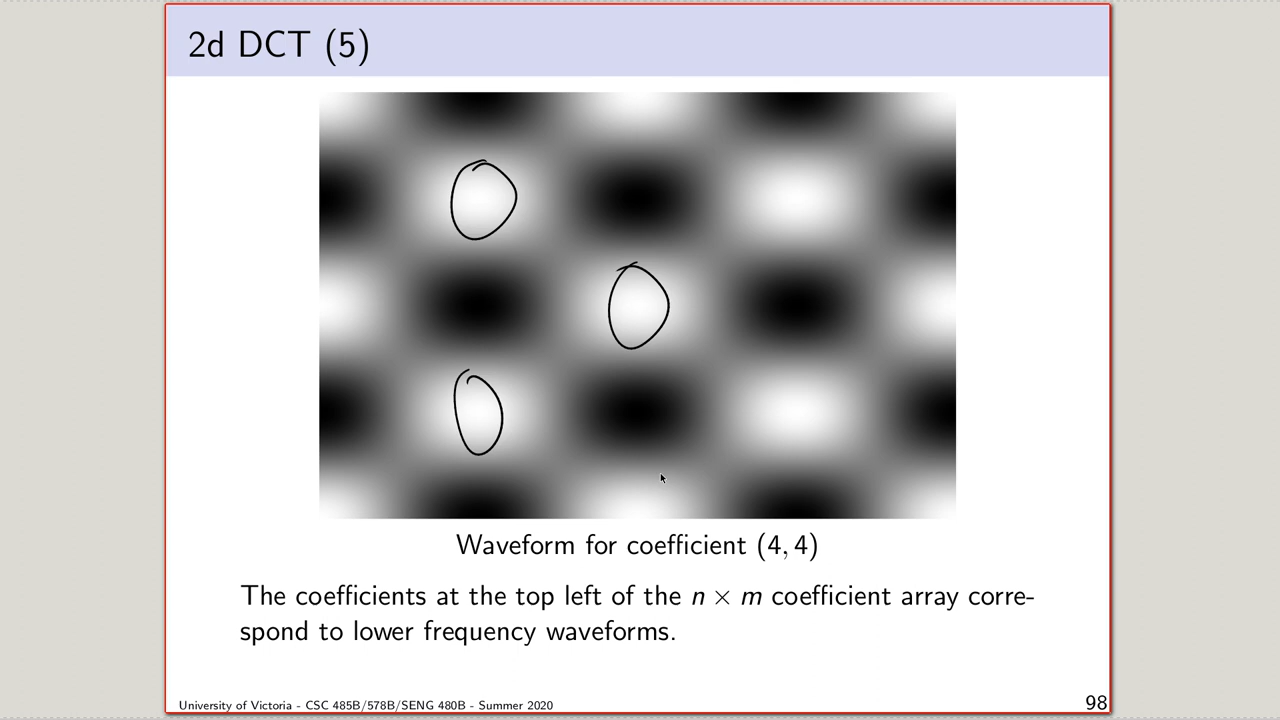 2d DCT (5)
Waveform for coefficient (4, 4)
The coefficients at the top left of the n × m coefficient array corre-
spond to lower frequency waveforms.
University of Victoria - CSC 485B/578B/SENG 480B - Summer 2020
98